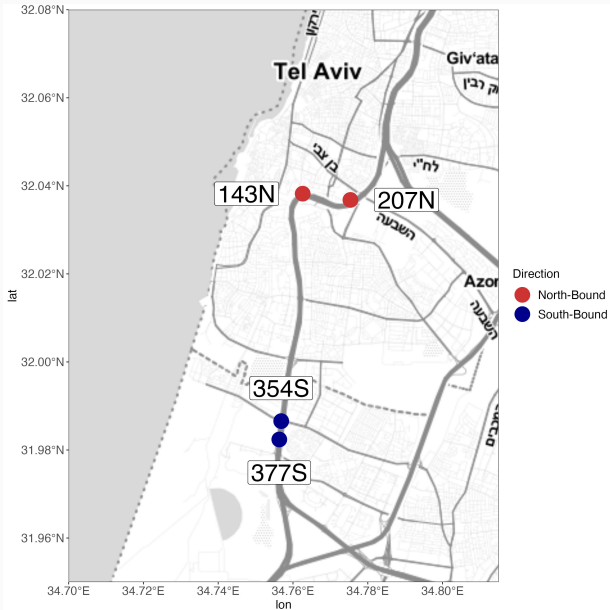 32.08°N
32.06°N
32.04°N
32.02°N
32.00°N
31.98°N
31.96°N
lat
Tel Aviv
Giv'ata
בן צבי
לח"י
143N
207N
השבעה
Azor
השבעה
354S
377S
34.70°E 34.72°E 34.74°E 34.76°E 34.78°E 34.80°E
lon
Direction
North-Bound
South-Bound